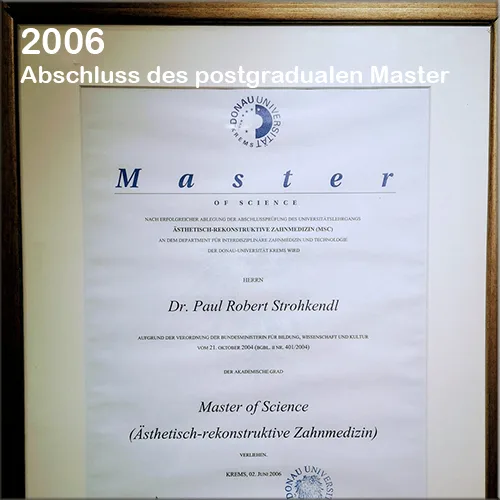 2006
Abschluss des postgradualen Master
DONAU UNIVERSITÄT
KREMS
Master
OF SCIENCE
NACH ERFOLGREICHER ABLEGUNG DER ABSCHLUSSPRÜFUNG DES UNIVERSITÄTSLEHRGANGS
ÄSTHETISCH-REKONSTRUKTIVE ZAHNMEDIZIN (MSC)
AN DEM DEPARTMENT FÜR INTERDISZIPLINÄRE ZAHNMEDIZIN UND TECHNOLOGIE
DER DONAU-UNIVERSITÄT KREMS WIRD
HERRN
Dr. Paul Robert Strohkendl
AUFGRUND DER VERORDNUNG DER BUNDESMINISTERIN FÜR BILDUNG, WISSENSCHAFT UND KULTUR
VOM 21. OKTOBER 2004 (BGBL. II NR. 401/2004)
DER AKADEMISCHE GRAD
Master of Science
(Ästhetisch-rekonstruktive Zahnmedizin)
VERLIEHEN.
KREMS, 02. JUNI 2006
DONAU UNIVERSITÄT